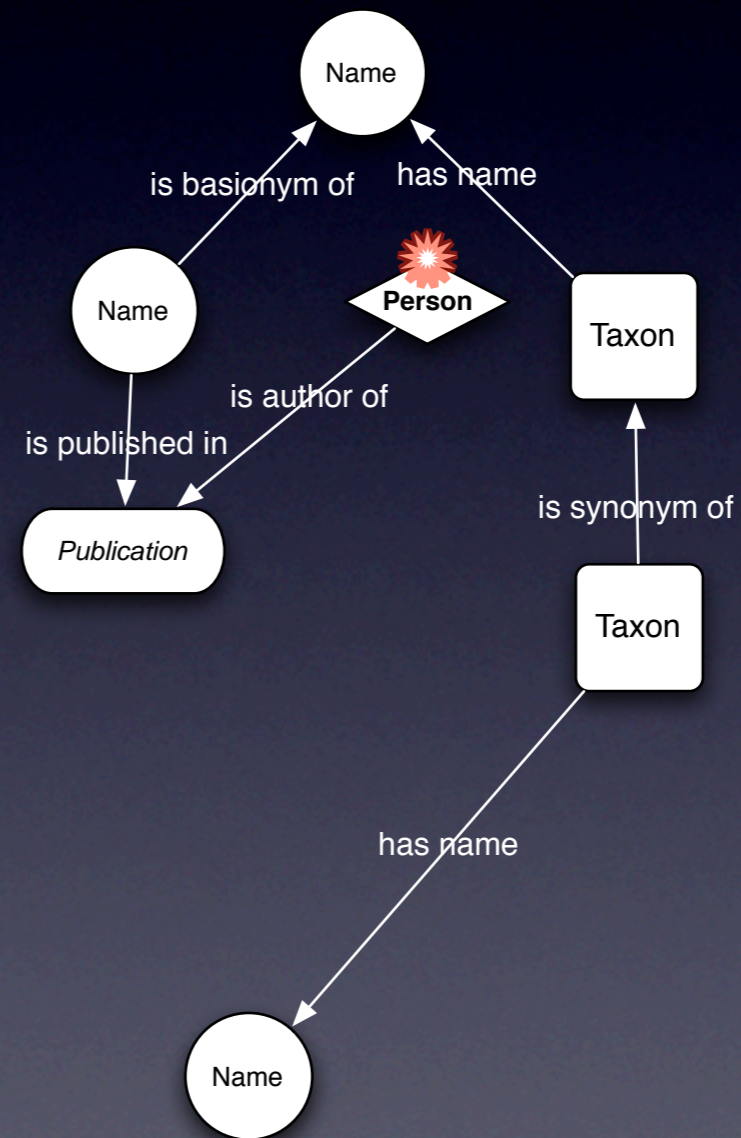 Name
is basionym of
has name
Name
Person
Taxon
is author of
is published in
is synonym of
Publication
Taxon
has name
Name